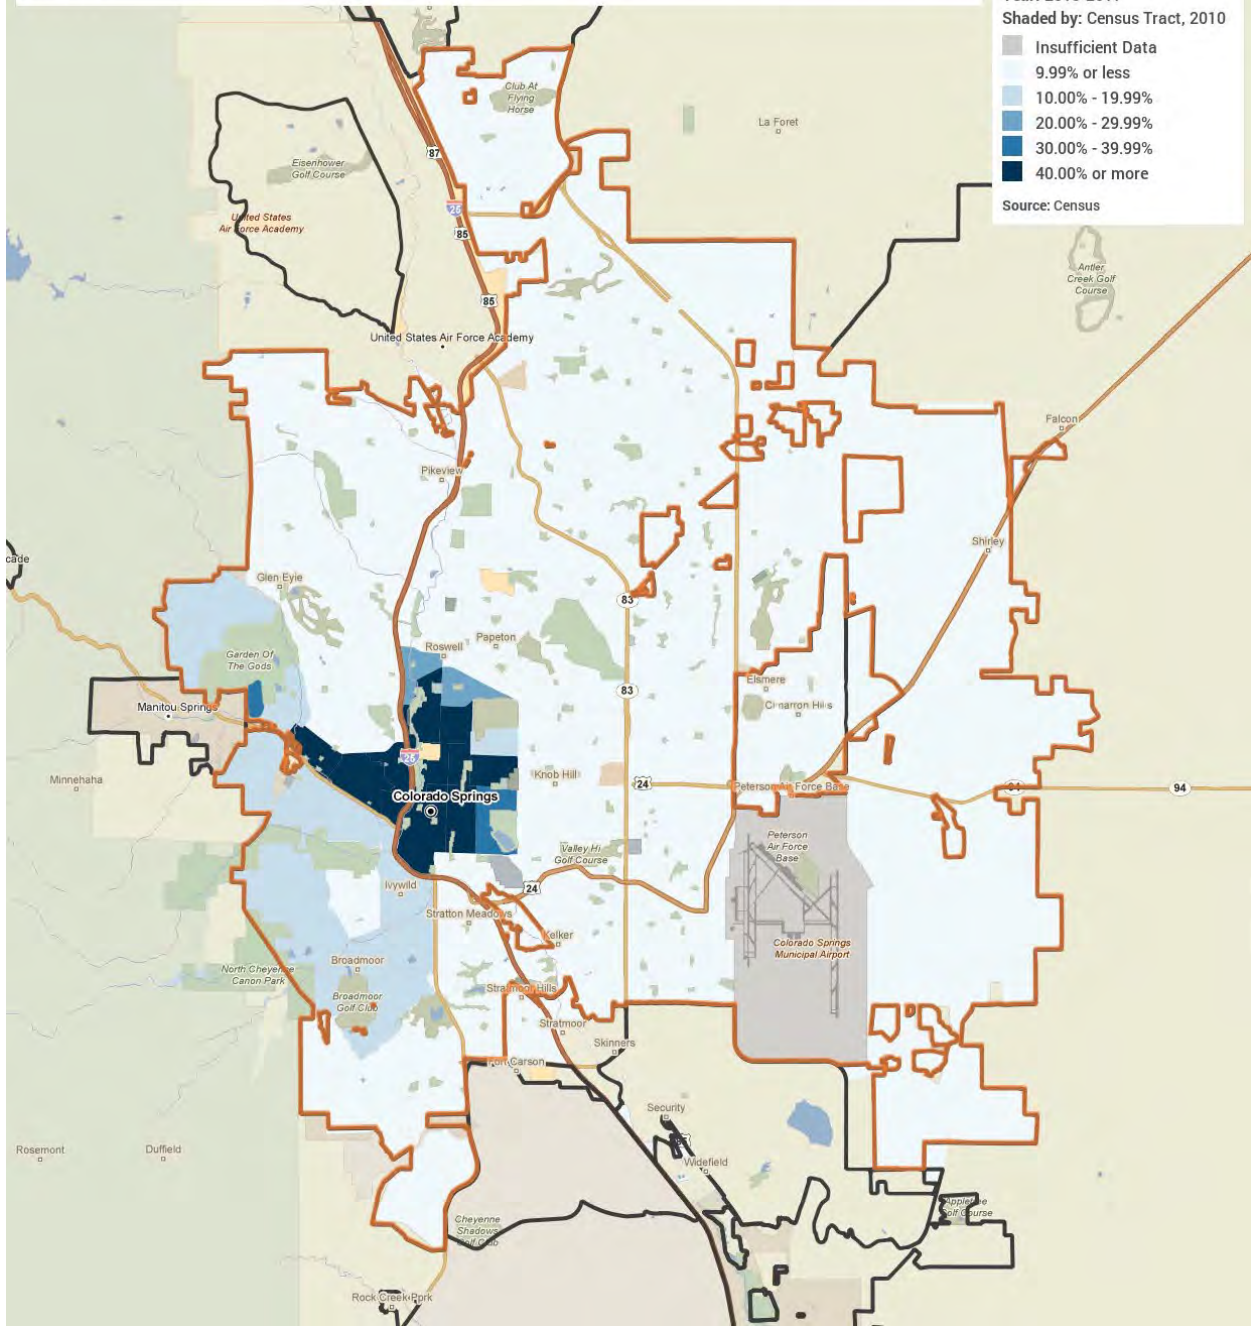 Shaded by: Census Tract, 2010
Insufficient Data
9.99% or less
10.00% - 19.99%
20.00% - 29.99%
30.00% - 39.99%
40.00% or more
Source: Census
Club At
Flying
Horse
La Foret
87
Eisenhower
Golf Course
25
United States
Air Force Academy
85
Antler
Creek Golf
Course
85
United States Air Force Academy
Falcon
Pikeview
Shirley
cade
Glen Eyie
83
Roswell
Papeton
Garden Of
The Gods
Elsmere
83
Manitou Springs
Cimarron Hills
25
Minnehaha
Knob Hill
24
Peterson Air Force Base
94
94
Colorado Springs
Peterson
Air Force
Base
Valley Hi
Golf Course
Ivywild
24
Stratton Meadows
Kelker
Colorado Springs
Municipal Airport
Broadmoor
North Cheyenne
Canon Park
Stratmoor Hills
Broadmoor
Golf Club
Stratmoor
Skinners
Fort Carson
Security
Rosemont
Duffield
Widefield
Appletree
Golf Course
Cheyenne
Shadows
Golf Club
Rock Creek Park